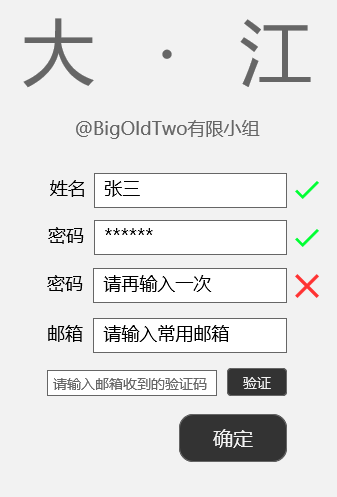 大 · 江
@BigOldTwo有限小组
姓名 张三
密码 ******
密码 请再输入一次
邮箱 请输入常用邮箱
请输入邮箱收到的验证码 验证
确定